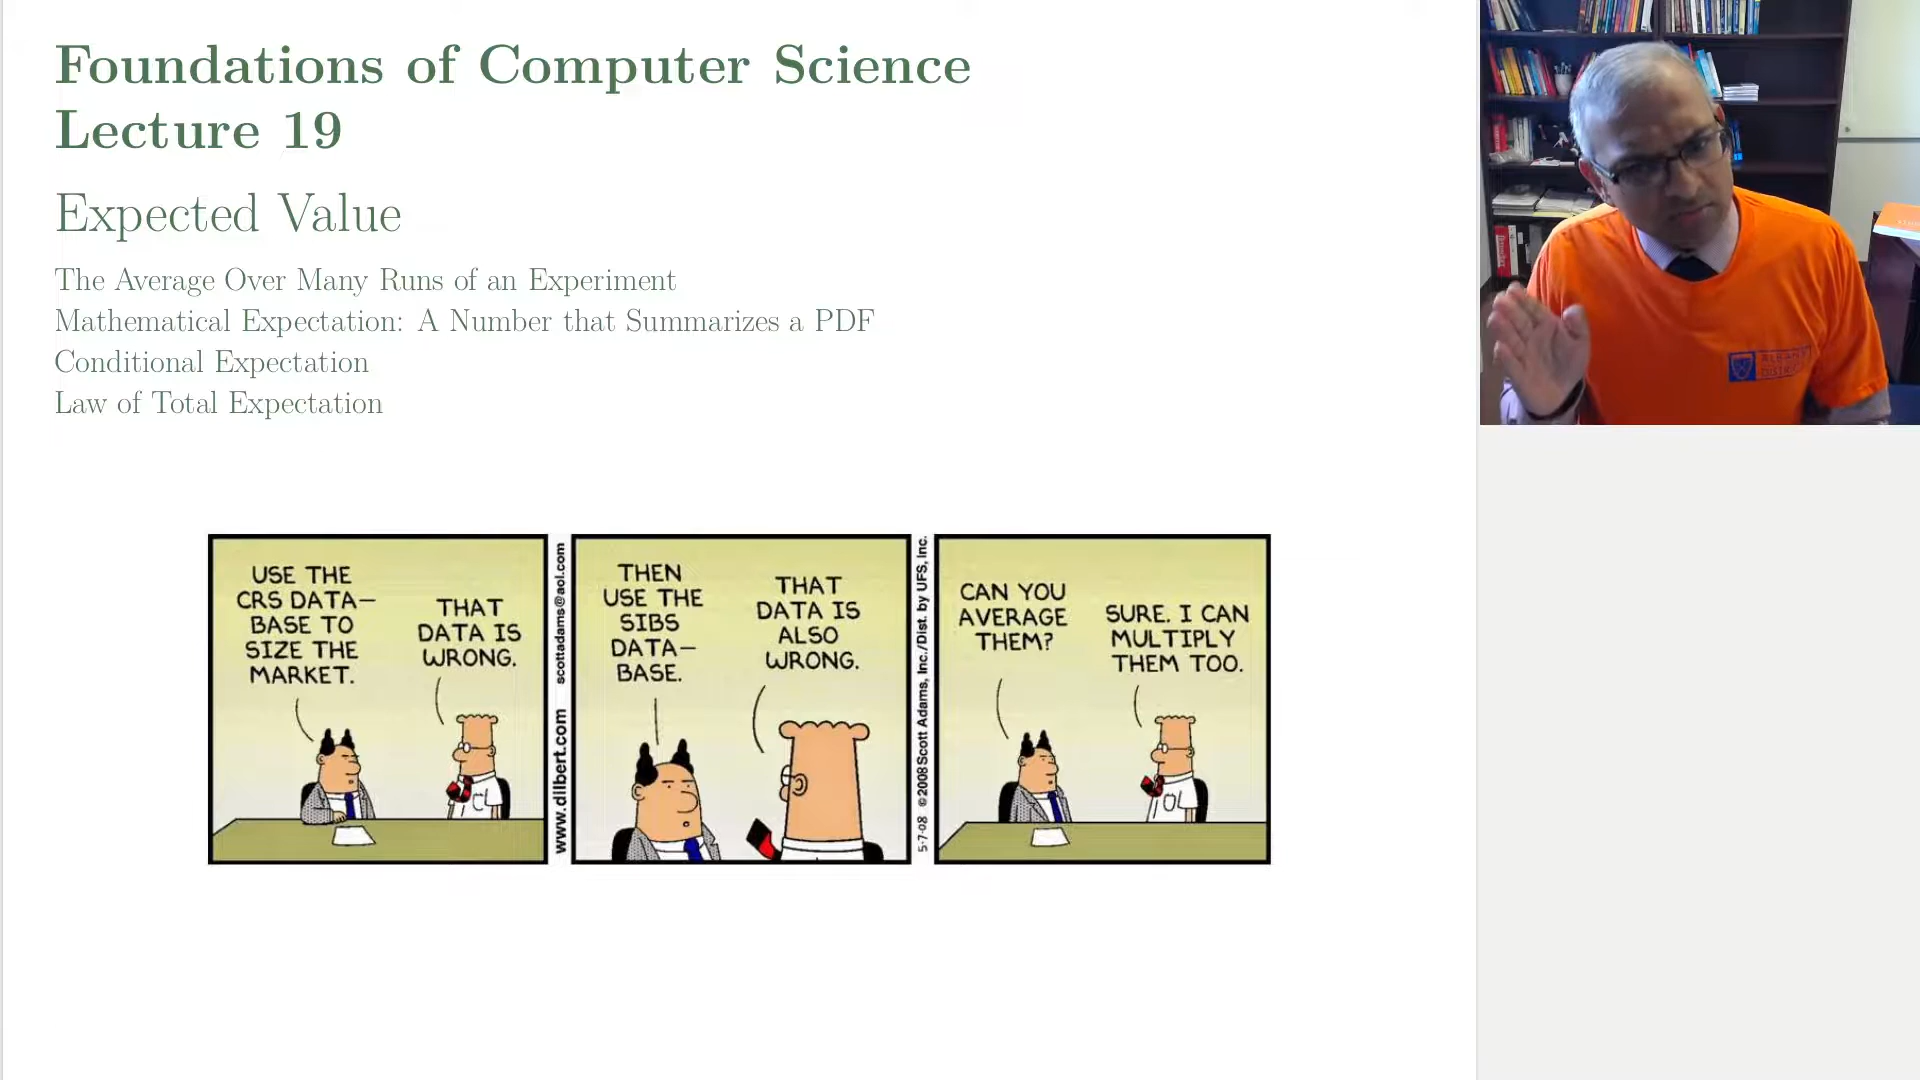 Foundations of Computer Science
Lecture 19
Expected Value
The Average Over Many Runs of an Experiment
Mathematical Expectation: A Number that Summarizes a PDF
Conditional Expectation
Law of Total Expectation
USE THE
CRS DATA–
BASE TO
SIZE THE
MARKET.
THAT
DATA IS
WRONG.
www.dilbert.com scottadams@aol.com
THEN
USE THE
SIBS
DATA–
BASE.
THAT
DATA IS
ALSO
WRONG.
5-7-08 ©2008 Scott Adams, Inc./Dist. by UFS, Inc.
CAN YOU
AVERAGE
THEM?
SURE. I CAN
MULTIPLY
THEM TOO.